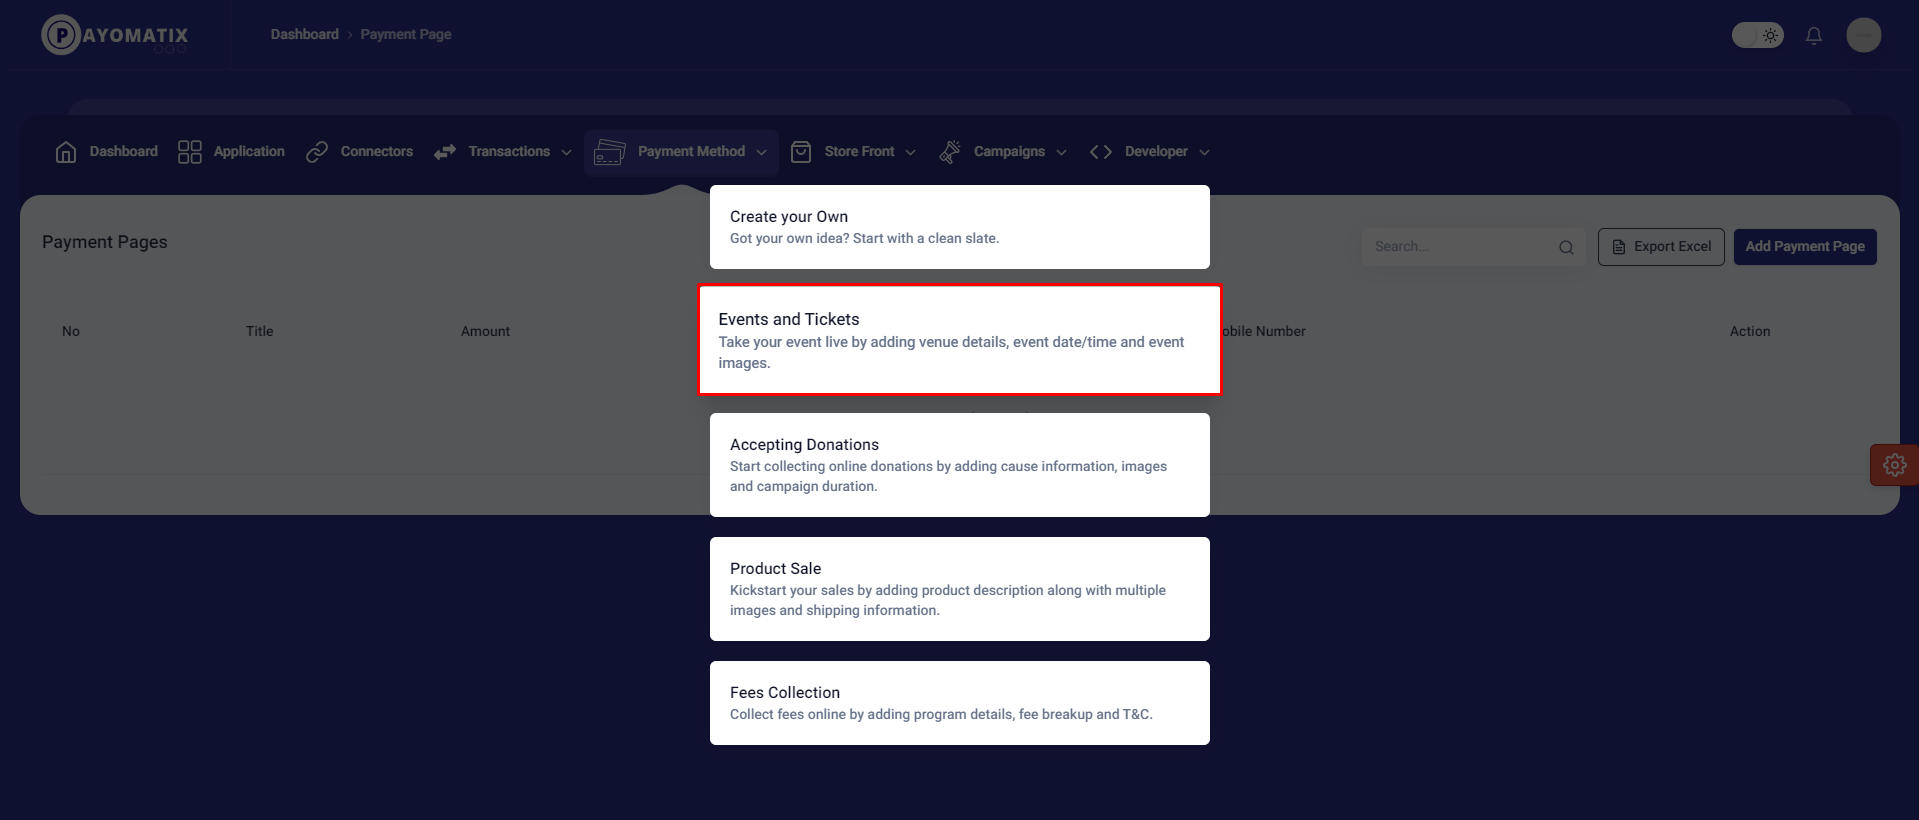 PAYOMATIX
Dashboard > Payment Page
Dashboard Application Connectors Transactions Payment Method Store Front Campaigns Developer
Payment Pages
Search...
Export Excel
Add Payment Page
No Title Amount obile Number Action
Create your Own
Got your own idea? Start with a clean slate.
Events and Tickets
Take your event live by adding venue details, event date/time and event
images.
Accepting Donations
Start collecting online donations by adding cause information, images
and campaign duration.
Product Sale
Kickstart your sales by adding product description along with multiple
images and shipping information.
Fees Collection
Collect fees online by adding program details, fee breakup and T&C.